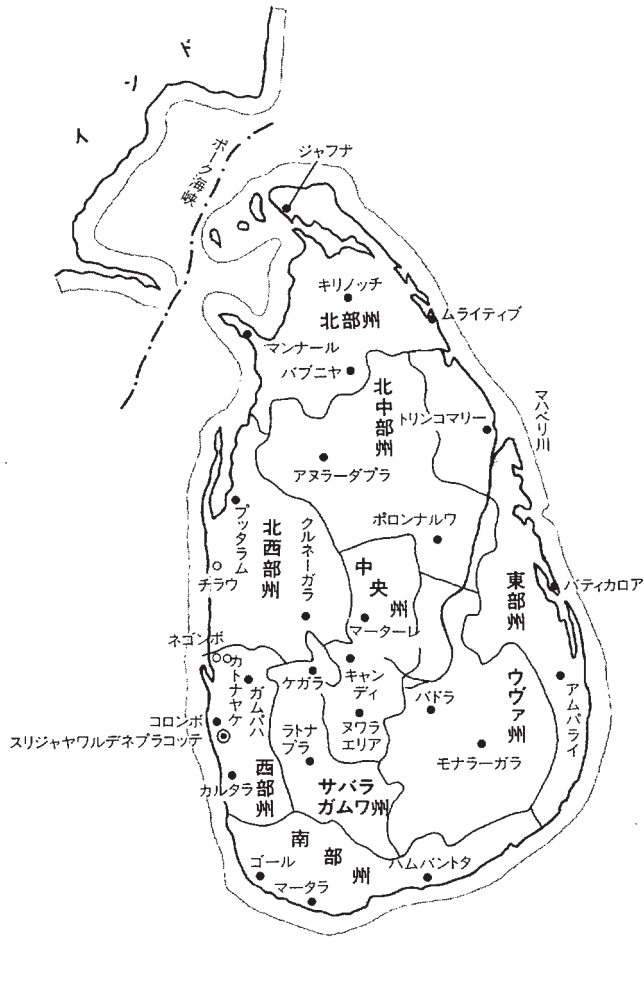 インド
ポーク海峡
ジャフナ
キリノッチ
北部州
ムライティブ
マンナール
バブニヤ
北中部州
トリンコマリー
マハベリ川
アヌラーダプラ
プッタラム
北西部州
クルネーガラ
ポロンナルワ
チラウ
中央州
東部州
バティカロア
マーターレ
ネゴンボ
カトナヤケ
ガムパハ
ケガラ
キャン
ディ
バドラ
ウヴァ州
アムパライ
コロンボ
スリジャヤワルデネプラコッテ
ラトナ
プラ
ヌワラ
エリア
モナラーガラ
カルタラ
西部州
サバラ
ガムワ州
南部州
ゴール
マータラ
ハムバントタ